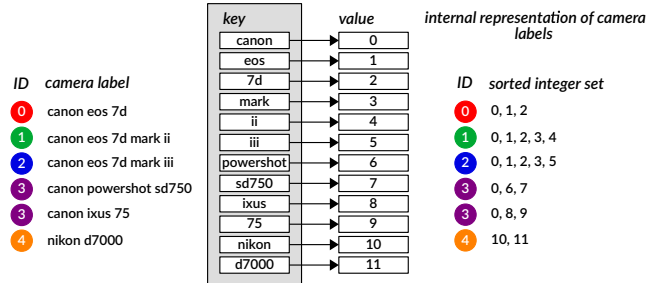 ID camera label
0 canon eos 7d
1 canon eos 7d mark ii
2 canon eos 7d mark iii
3 canon powershot sd750
3 canon ixus 75
4 nikon d7000
key value
canon 0
eos 1
7d 2
mark 3
ii 4
iii 5
powershot 6
sd750 7
ixus 8
75 9
nikon 10
d7000 11
internal representation of camera
labels
ID sorted integer set
0 0, 1, 2
1 0, 1, 2, 3, 4
2 0, 1, 2, 3, 5
3 0, 6, 7
3 0, 8, 9
4 10, 11